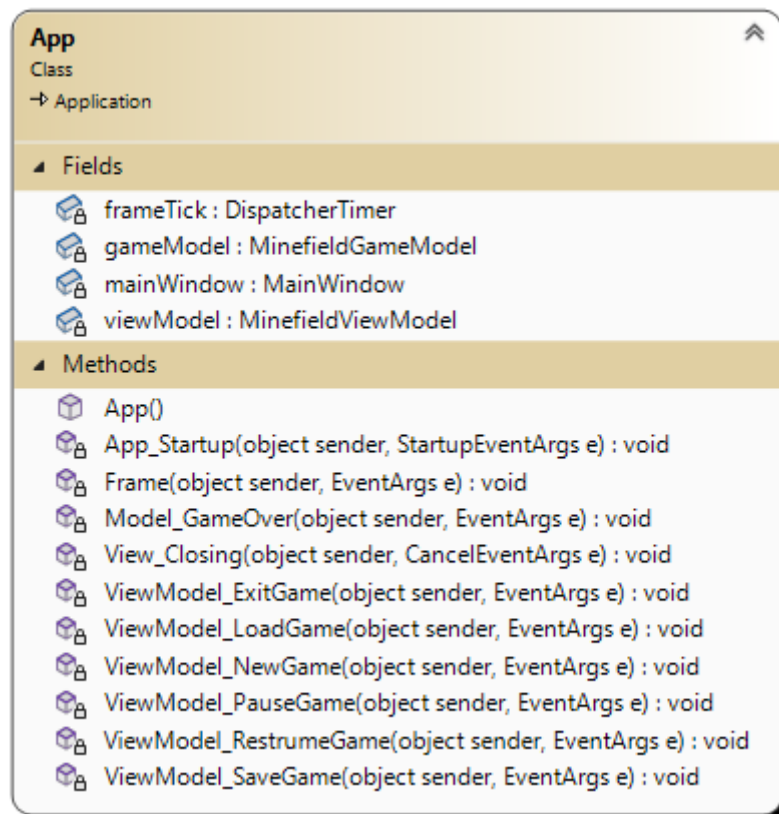 App
Class
Application
Fields
frameTick : DispatcherTimer
gameModel : MinefieldGameModel
mainWindow : MainWindow
viewModel : MinefieldViewModel
Methods
App()
App_Startup(object sender, StartupEventArgs e) : void
Frame(object sender, EventArgs e) : void
Model_GameOver(object sender, EventArgs e) : void
View_Closing(object sender, CancelEventArgs e) : void
ViewModel_ExitGame(object sender, EventArgs e) : void
ViewModel_LoadGame(object sender, EventArgs e) : void
ViewModel_NewGame(object sender, EventArgs e) : void
ViewModel_PauseGame(object sender, EventArgs e) : void
ViewModel_RestrumeGame(object sender, EventArgs e) : void
ViewModel_SaveGame(object sender, EventArgs e) : void